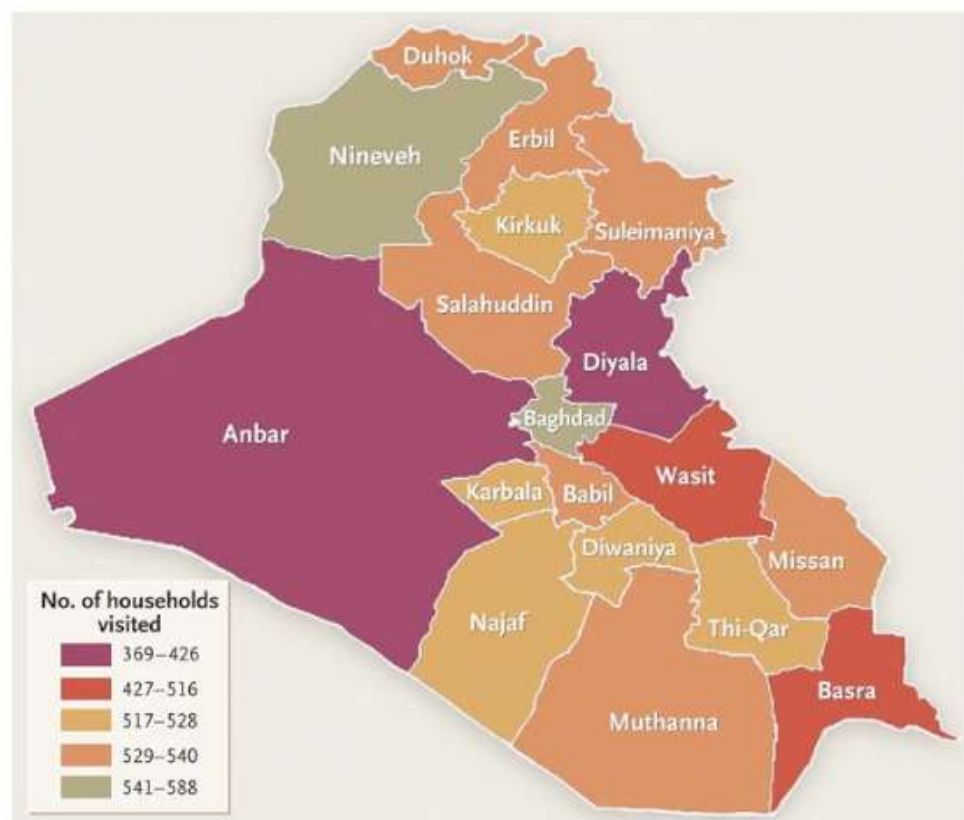 Duhok
Nineveh
Erbil
Kirkuk
Suleimaniya
Salahuddin
Diyala
Baghdad
Anbar
Wasit
Karbala
Babil
Diwaniya
Missan
Najaf
Thi-Qar
Basra
Muthanna
No. of households
visited
369–426
427–516
517–528
529–540
541–588